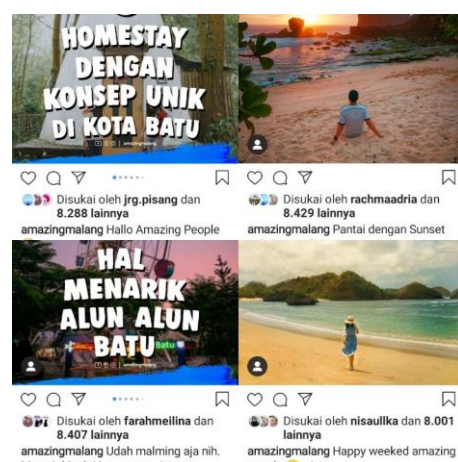 HOMESTAY
DENGAN
KONSEP UNIK
DI KOTA BATU
amazingmalang
Disukai oleh jrg.pisang dan
8.288 lainnya
amazingmalang Hallo Amazing People
Disukai oleh rachmaadria dan
8.429 lainnya
amazingmalang Pantai dengan Sunset
HAL
MENARIK
ALUN ALUN
BATU
Batu
amazingmalang
Disukai oleh farahmeilina dan
8.407 lainnya
amazingmalang Udah malming aja nih.
Disukai oleh nisaullka dan 8.001
lainnya
amazingmalang Happy weeked amazing